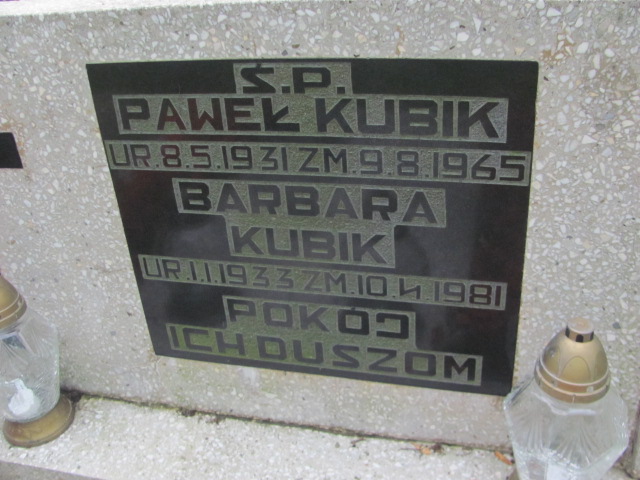 Ś.P.
PAWEŁ KUBIK
UR.8.5.1931 ZM.9.8.1965
BARBARA
KUBIK
UR.1.1.1933 ZM.10.4.1981
POKÓJ
ICH DUSZOM